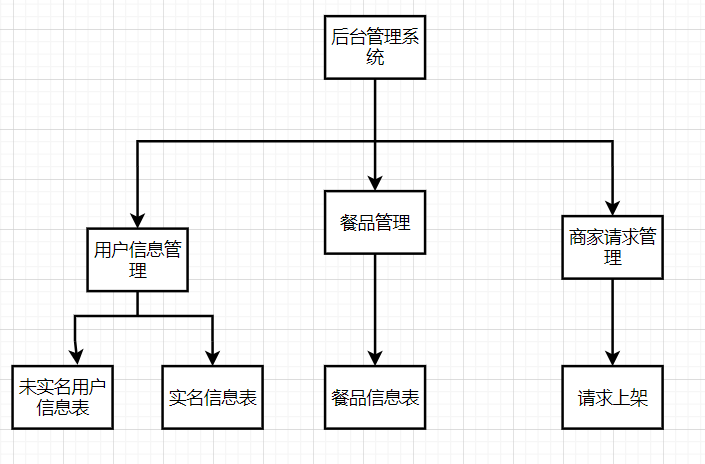 后台管理系
统
餐品管理
商家请求管
理
用户信息管
理
未实名用户
信息表
实名信息表
餐品信息表
请求上架